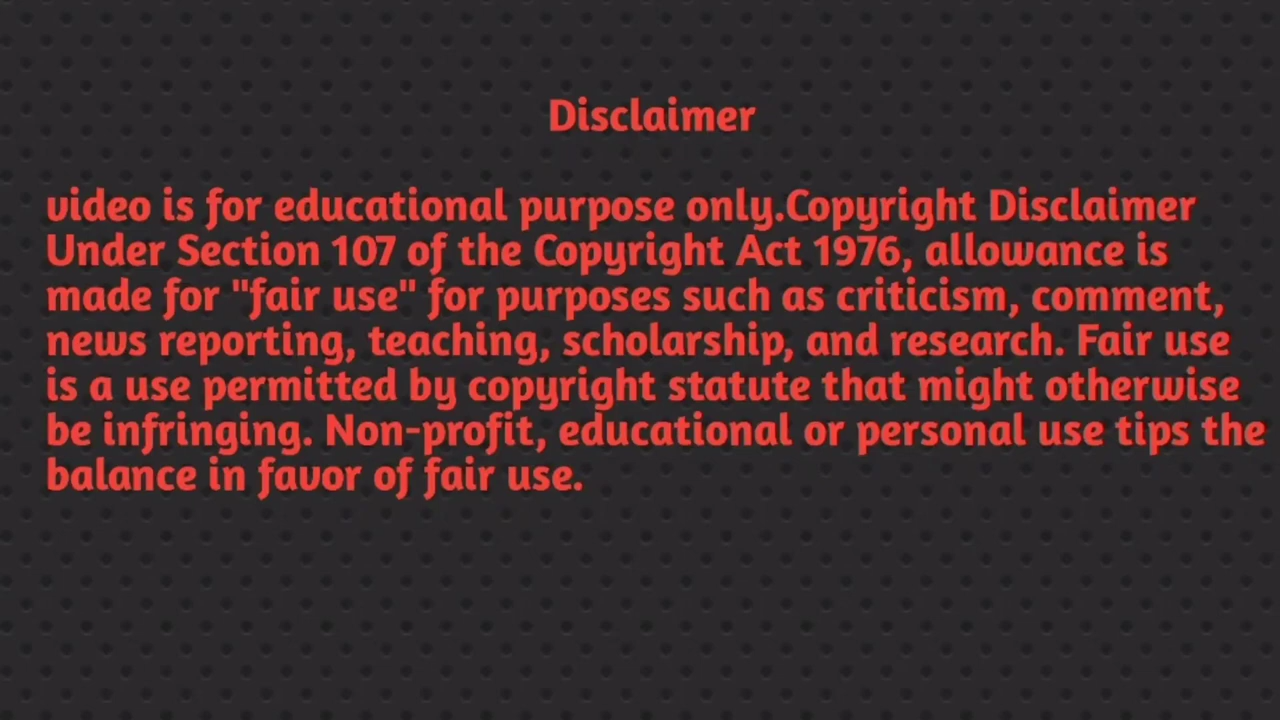 Disclaimer
video is for educational purpose only.Copyright Disclaimer
Under Section 107 of the Copyright Act 1976, allowance is
made for "fair use" for purposes such as criticism, comment,
news reporting, teaching, scholarship, and research. Fair use
is a use permitted by copyright statute that might otherwise
be infringing. Non-profit, educational or personal use tips the
balance in favor of fair use.